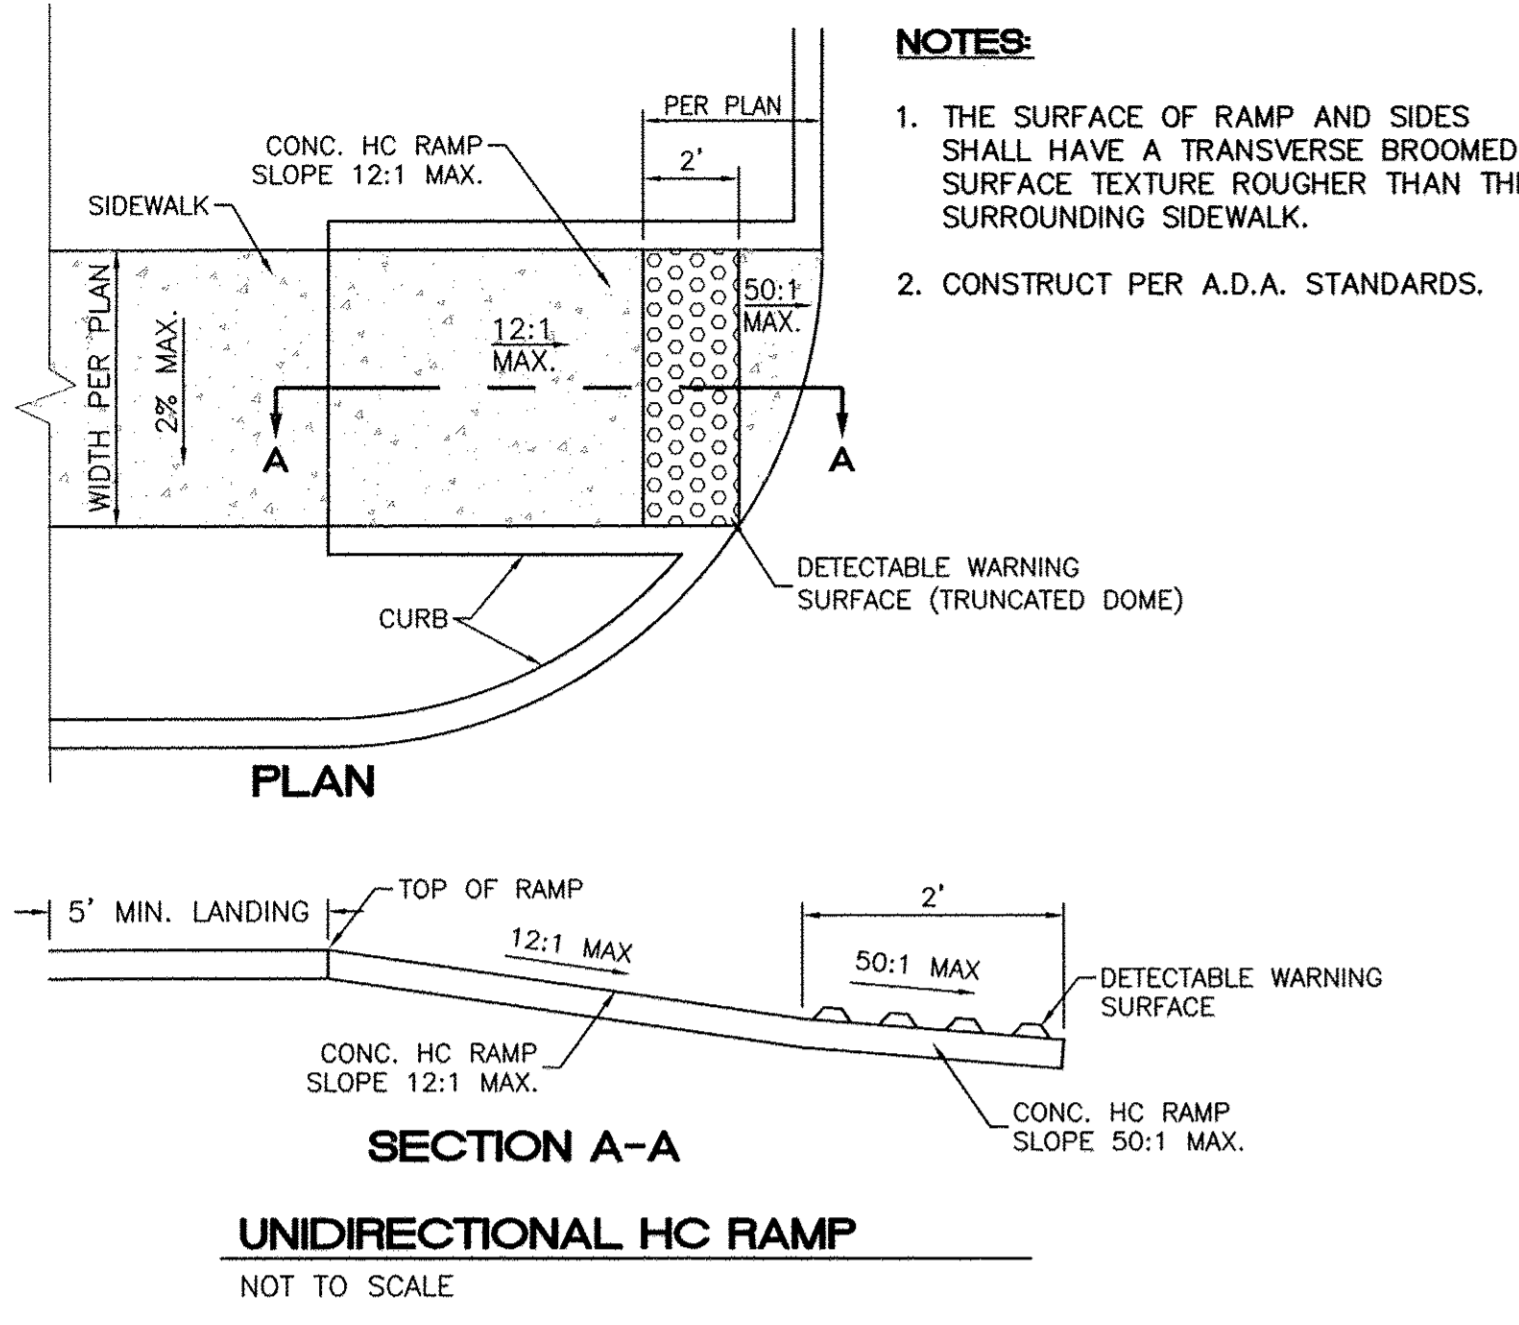 NOTES:
1. THE SURFACE OF RAMP AND SIDES
SHALL HAVE A TRANSVERSE BROOMED
SURFACE TEXTURE ROUGHER THAN
SURROUNDING SIDEWALK.
2. CONSTRUCT PER A.D.A. STANDARDS.
PER PLAN
2'
CONC. HC RAMP
SLOPE 12:1 MAX.
SIDEWALK
WIDTH PER PLAN
2% MAX.
12:1
MAX.
50:1
MAX.
A
A
DETECTABLE WARNING
SURFACE (TRUNCATED DOME)
CURB
PLAN
5' MIN. LANDING
TOP OF RAMP
12:1 MAX
2'
50:1 MAX
DETECTABLE WARNING
SURFACE
CONC. HC RAMP
SLOPE 12:1 MAX.
CONC. HC RAMP
SLOPE 50:1 MAX.
SECTION A-A
UNIDIRECTIONAL HC RAMP
NOT TO SCALE